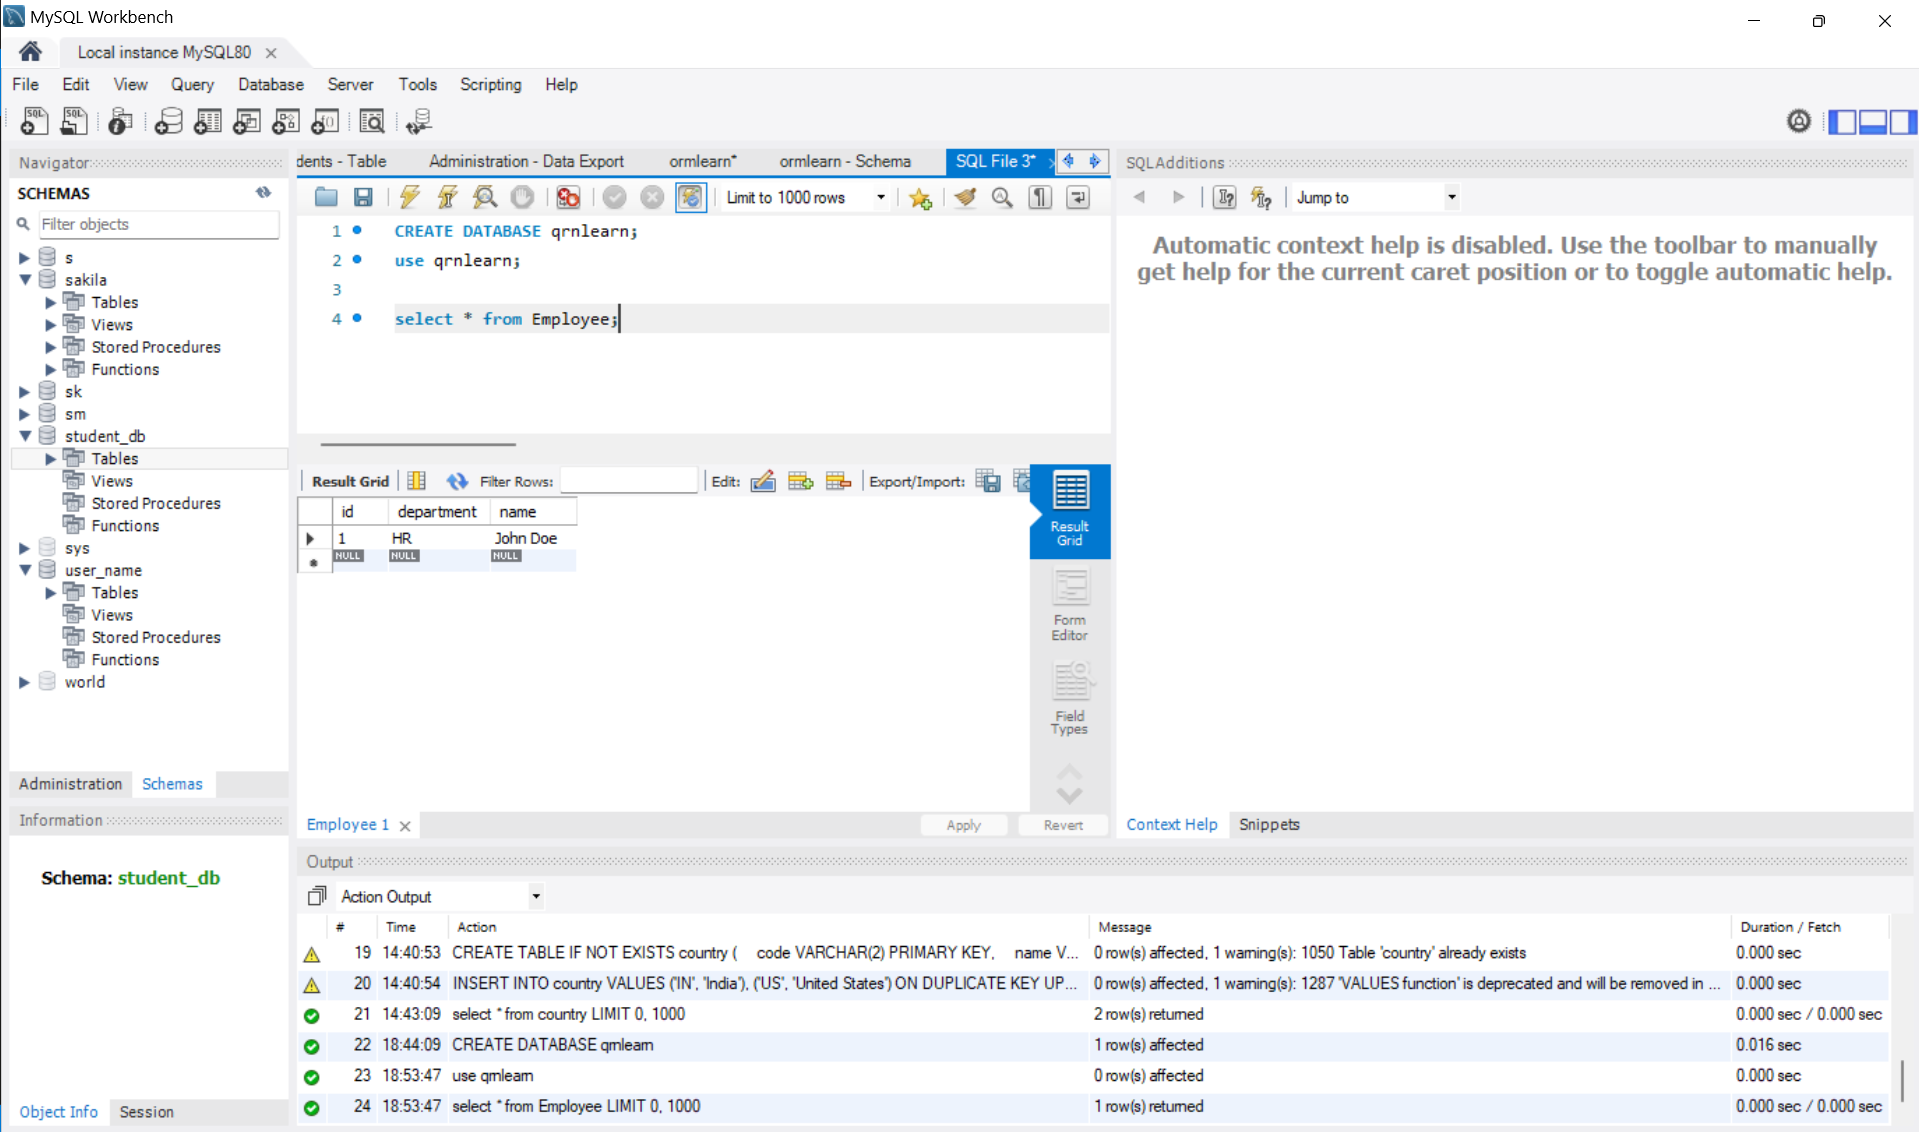 MySQL Workbench
Local instance MySQL80
File Edit View Query Database Server Tools Scripting Help
Navigator
SCHEMAS
Filter objects
s
sakila
Tables
Views
Stored Procedures
Functions
sk
sm
student_db
Tables
Views
Stored Procedures
Functions
sys
user_name
Tables
Views
Stored Procedures
Functions
world
Administration Schemas
Information
Schema: student_db
Object Info Session
dents - Table Administration - Data Export ormlearn* ormlearn - Schema SQL File 3*
Limit to 1000 rows
1 CREATE DATABASE qrnlearn;
2 use qrnlearn;
3
4 select * from Employee;
Result Grid Filter Rows: Edit: Export/Import:
id department name
1 HR John Doe
NULL NULL NULL
Result Grid
Form Editor
Field Types
Employee 1 Apply Revert
SQLAdditions
Jump to
Automatic context help is disabled. Use the toolbar to manually
get help for the current caret position or to toggle automatic help.
Context Help Snippets
Output
Action Output
# Time Action Message Duration / Fetch
19 14:40:53 CREATE TABLE IF NOT EXISTS country ( code VARCHAR(2) PRIMARY KEY, name V... 0 row(s) affected, 1 warning(s): 1050 Table 'country' already exists 0.000 sec
20 14:40:54 INSERT INTO country VALUES ('IN', 'India'), ('US', 'United States') ON DUPLICATE KEY UP... 0 row(s) affected, 1 warning(s): 1287 'VALUES function' is deprecated and will be removed in ... 0.000 sec
21 14:43:09 select * from country LIMIT 0, 1000 2 row(s) returned 0.000 sec / 0.000 sec
22 18:44:09 CREATE DATABASE qrnlearn 1 row(s) affected 0.016 sec
23 18:53:47 use qrnlearn 0 row(s) affected 0.000 sec
24 18:53:47 select * from Employee LIMIT 0, 1000 1 row(s) returned 0.000 sec / 0.000 sec